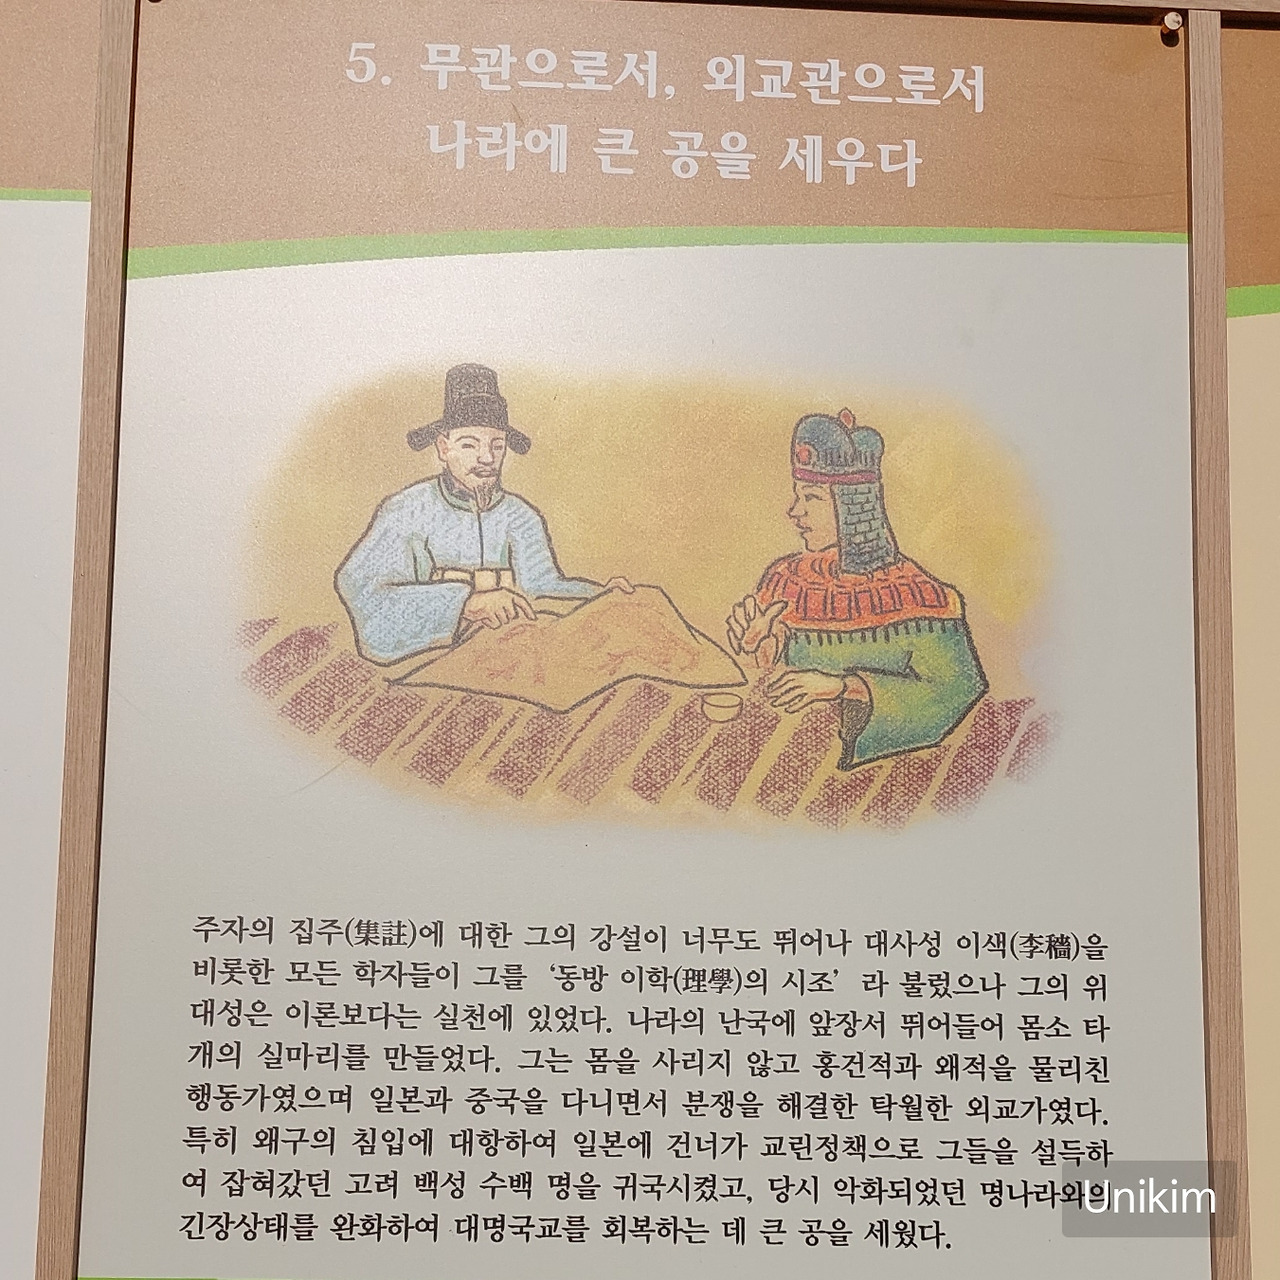 5. 무관으로서, 외교관으로서
나라에 큰 공을 세우다
주자의 집주(集註)에 대한 그의 강설이 너무도 뛰어나 대사성 이색(李穡)을
비롯한 모든 학자들이 그를 ‘동방 이학(理學)의 시조’ 라 불렀으나 그의 위
대성은 이론보다는 실천에 있었다. 나라의 난국에 앞장서 뛰어들어 몸소 타
개의 실마리를 만들었다. 그는 몸을 사리지 않고 홍건적과 왜적을 물리친
행동가였으며 일본과 중국을 다니면서 분쟁을 해결한 탁월한 외교가였다.
특히 왜구의 침입에 대항하여 일본에 건너가 교린정책으로 그들을 설득하
여 잡혀갔던 고려 백성 수백 명을 귀국시켰고, 당시 악화되었던 명나라와의
긴장상태를 완화하여 대명국교를 회복하는 데 큰 공을 세웠다.
Unikim